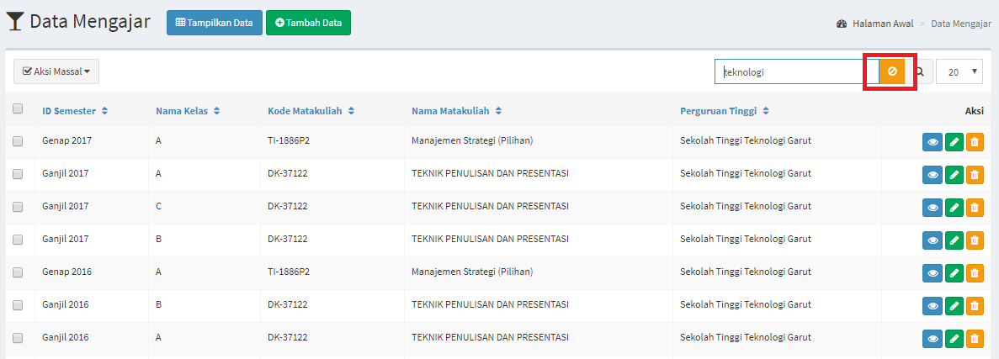 Data Mengajar Tampilkan Data Tambah Data Halaman Awal > Data Mengajar
Aksi Massal teknologi 20
ID Semester Nama Kelas Kode Matakuliah Nama Matakuliah Perguruan Tinggi Aksi
Genap 2017 A TI-1886P2 Manajemen Strategi (Pilihan) Sekolah Tinggi Teknologi Garut
Ganjil 2017 A DK-37122 TEKNIK PENULISAN DAN PRESENTASI Sekolah Tinggi Teknologi Garut
Ganjil 2017 C DK-37122 TEKNIK PENULISAN DAN PRESENTASI Sekolah Tinggi Teknologi Garut
Ganjil 2017 B DK-37122 TEKNIK PENULISAN DAN PRESENTASI Sekolah Tinggi Teknologi Garut
Genap 2016 A TI-1886P2 Manajemen Strategi (Pilihan) Sekolah Tinggi Teknologi Garut
Ganjil 2016 B DK-37122 TEKNIK PENULISAN DAN PRESENTASI Sekolah Tinggi Teknologi Garut
Ganjil 2016 A DK-37122 TEKNIK PENULISAN DAN PRESENTASI Sekolah Tinggi Teknologi Garut